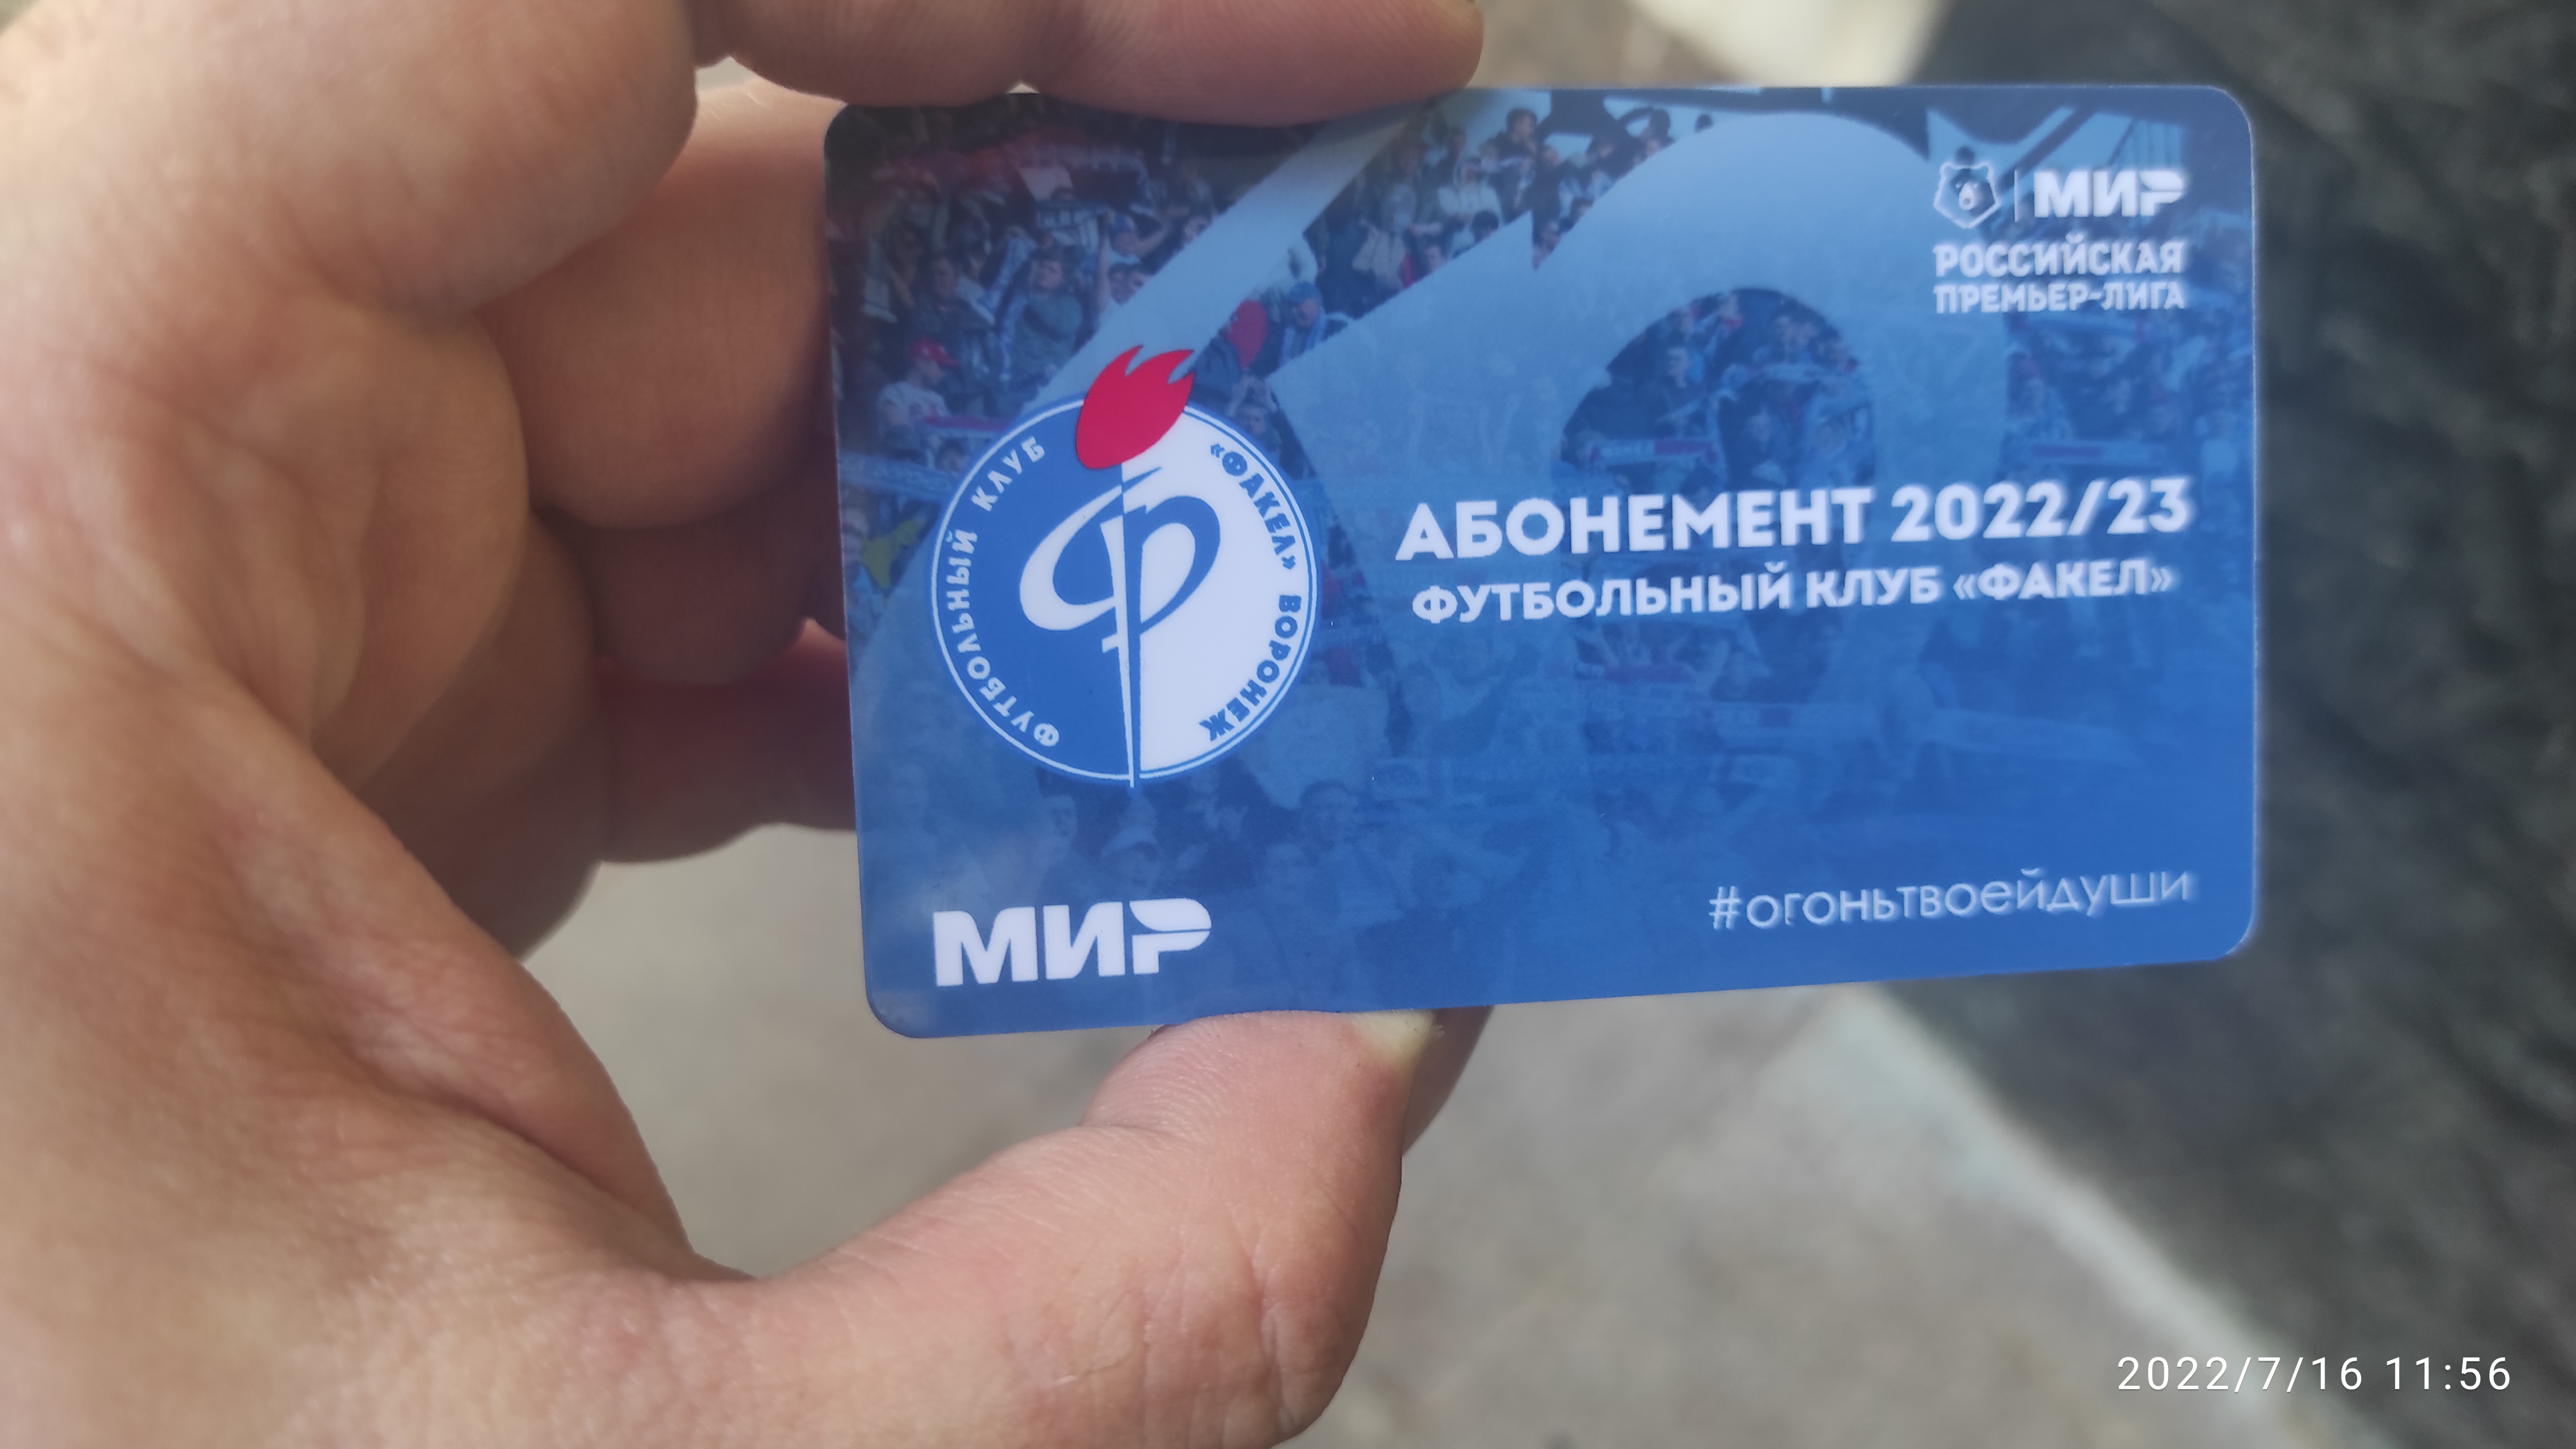 МИР
РОССИЙСКАЯ
ПРЕМЬЕР-ЛИГА
ФУТБОЛЬНЫЙ КЛУБ
«ФАКЕЛ» ВОРОНЕЖ
АБОНЕМЕНТ 2022/23
ФУТБОЛЬНЫЙ КЛУБ «ФАКЕЛ»
#огоньтвоейдуши
МИР
2022/7/16 11:56